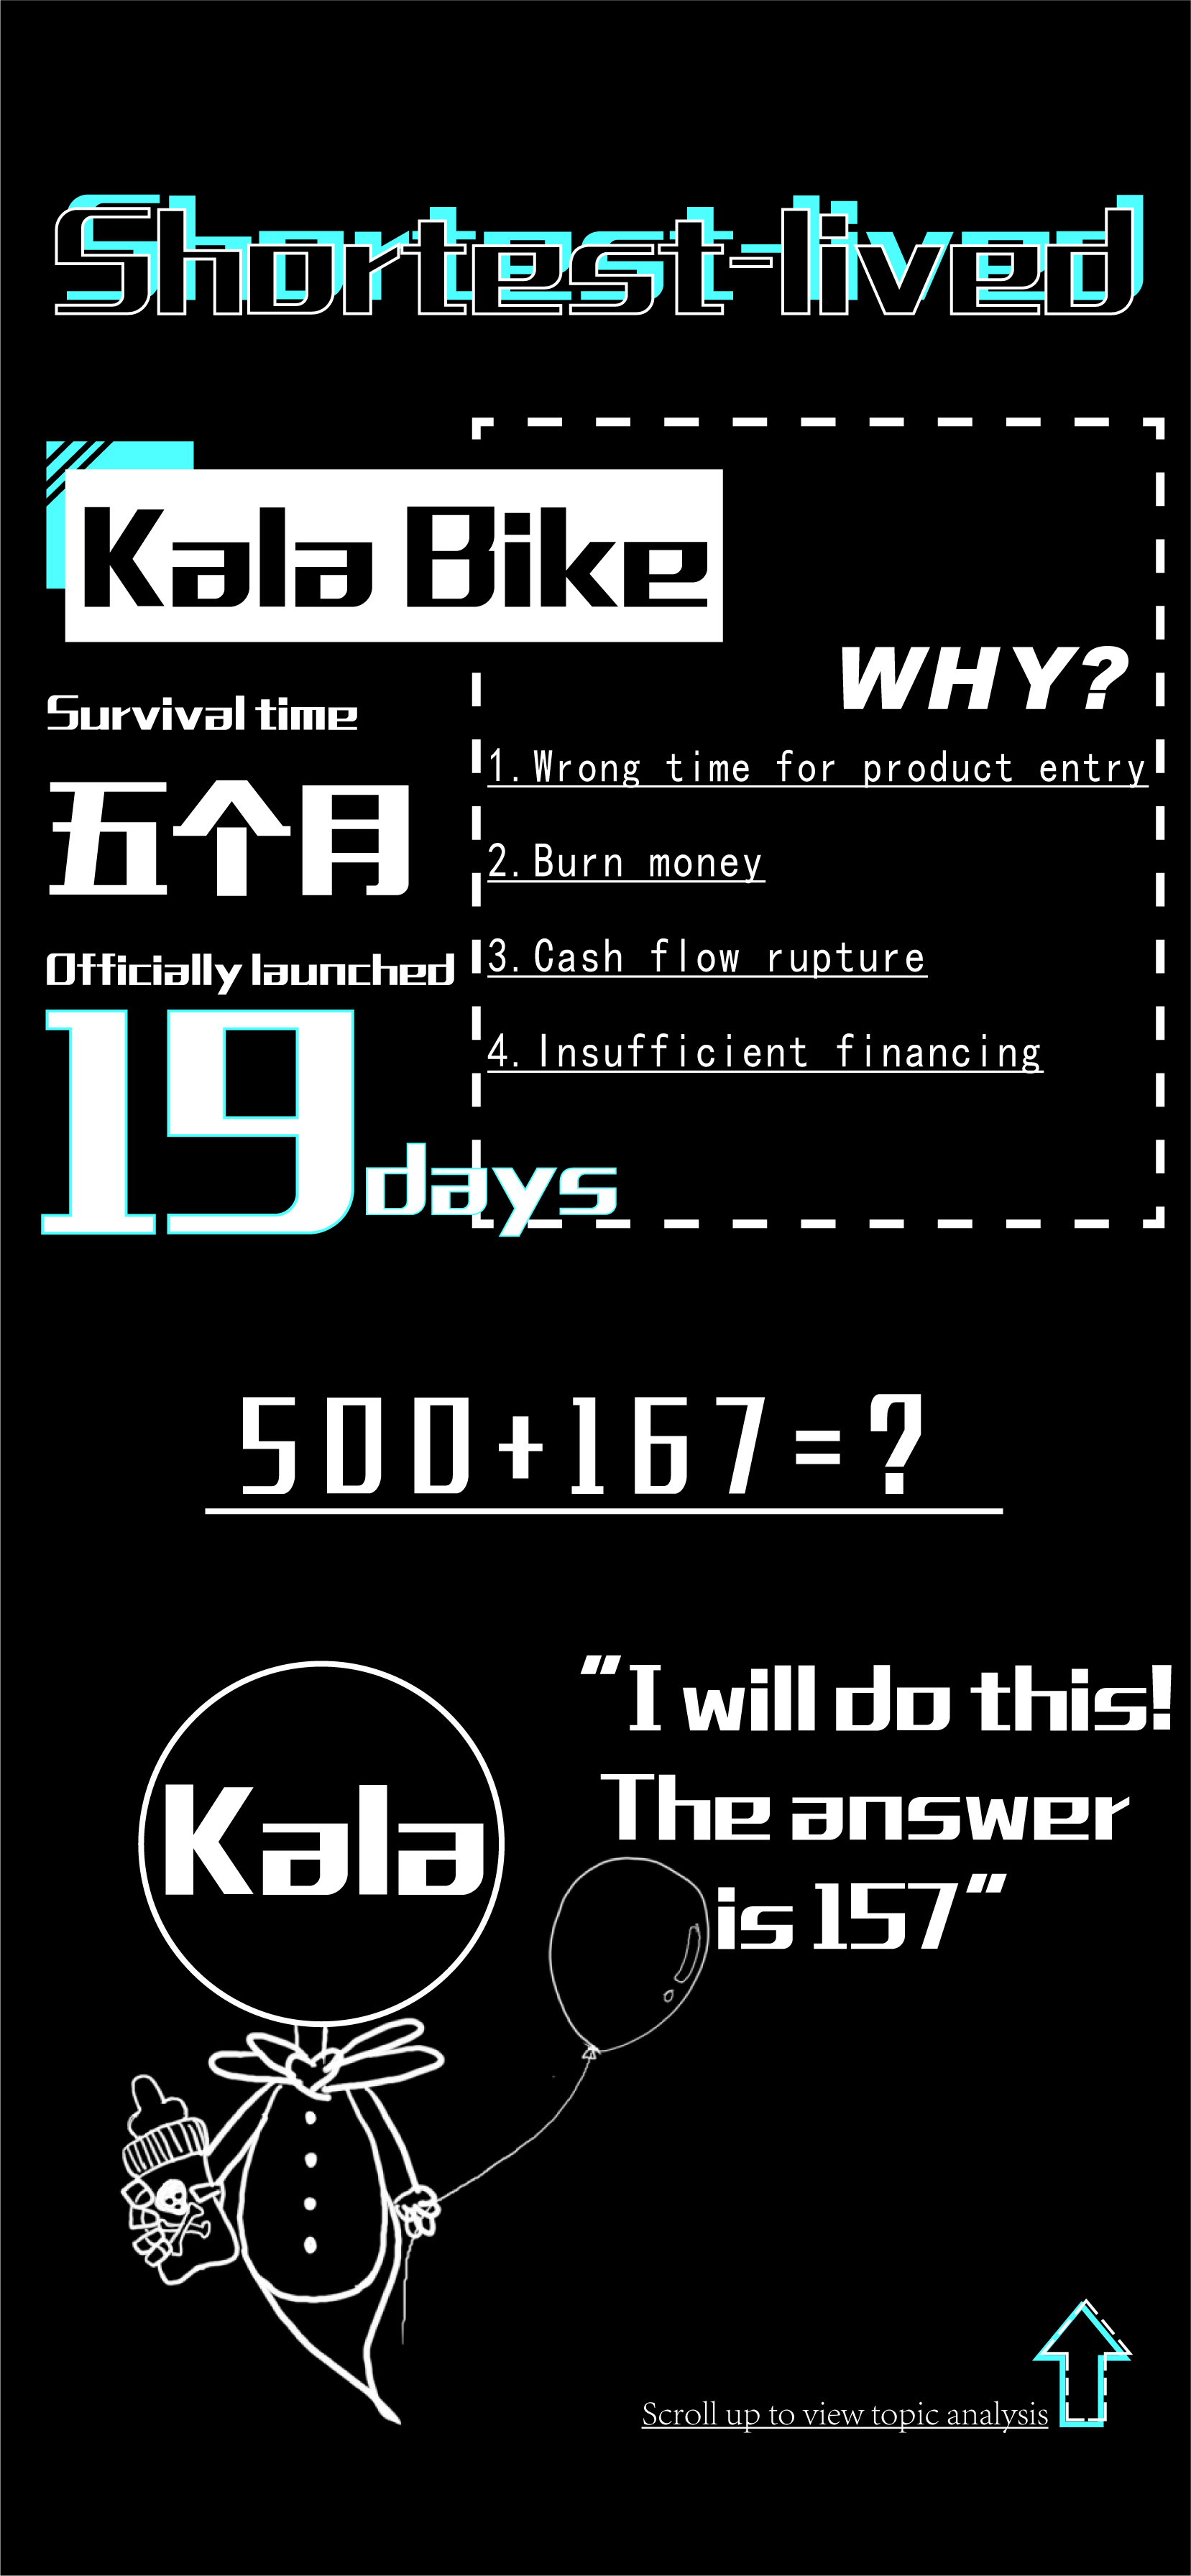 Shortest-lived
Kala Bike
Survival time
五个月
Officially launched
19 days
WHY?
1. Wrong time for product entry
2. Burn money
3. Cash flow rupture
4. Insufficient financing
500+167=?
"I will do this!
The answer
is 157"
Kala
Scroll up to view topic analysis